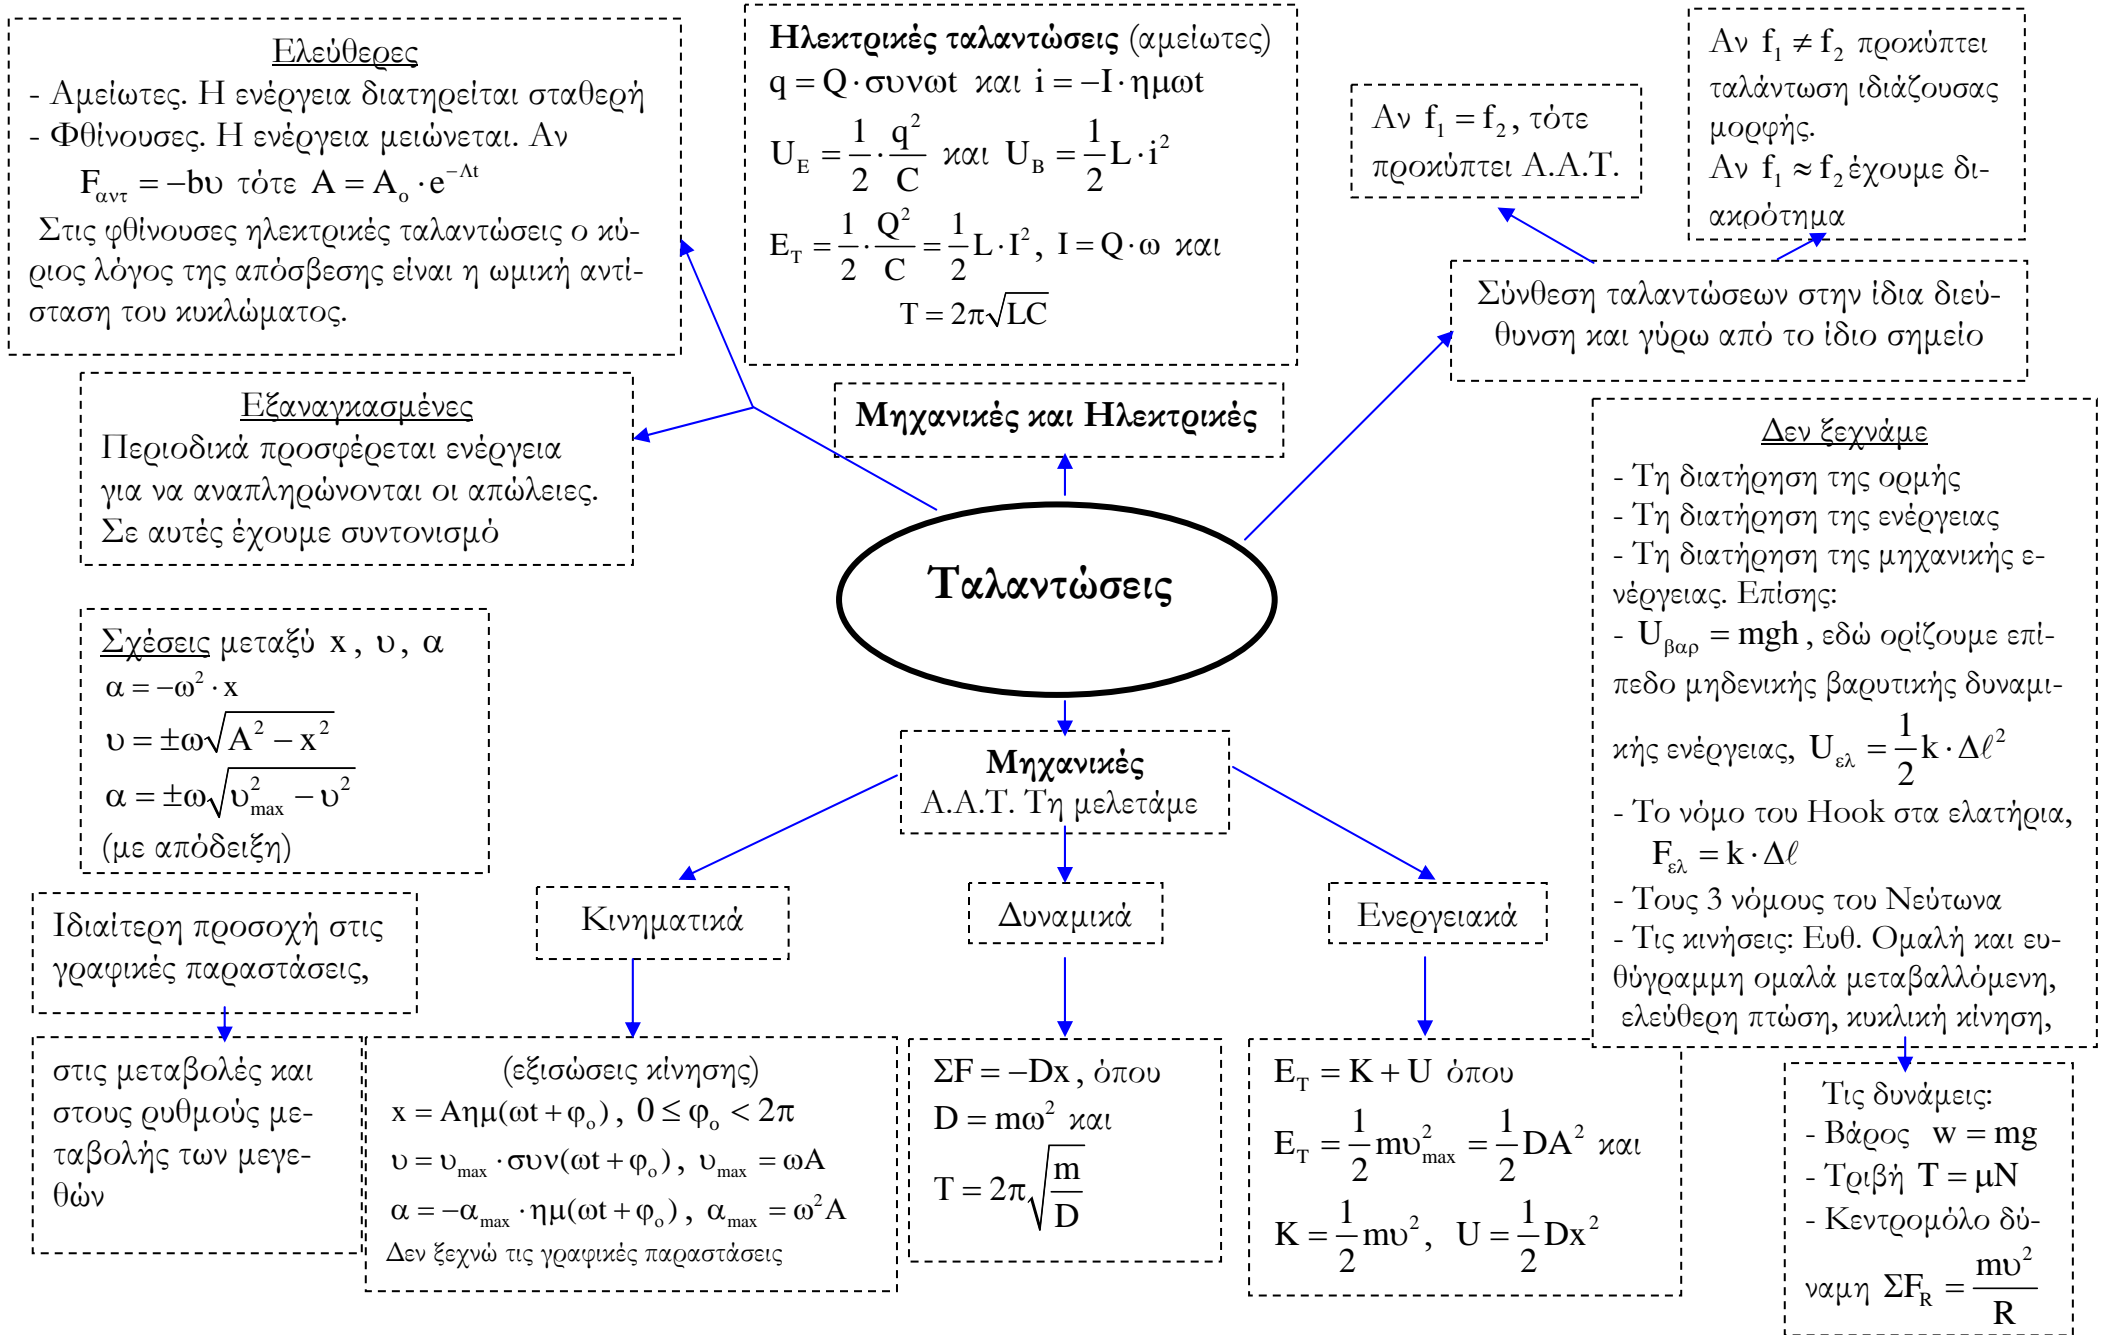 Ελεύθερες
- Αμείωτες. Η ενέργεια διατηρείται σταθερή
- Φθίνουσες. Η ενέργεια μειώνεται. Αν
F_αντ = −bυ τότε A = A_o · e^{−Λt}
Στις φθίνουσες ηλεκτρικές ταλαντώσεις ο κύ-
ριος λόγος της απόσβεσης είναι η ωμική αντί-
σταση του κυκλώματος.
Ηλεκτρικές ταλαντώσεις (αμείωτες)
q = Q · συνωt και i = −I · ημωt
U_E = 1/2 · q²/C και U_B = 1/2 L · i²
E_T = 1/2 · Q²/C = 1/2 L · I², I = Q · ω και
T = 2π√LC
Αν f₁ = f₂, τότε
προκύπτει Α.Α.Τ.
Αν f₁ ≠ f₂ προκύπτει
ταλάντωση ιδιάζουσας
μορφής.
Αν f₁ ≈ f₂ έχουμε δι-
ακρότημα
Σύνθεση ταλαντώσεων στην ίδια διεύ-
θυνση και γύρω από το ίδιο σημείο
Εξαναγκασμένες
Περιοδικά προσφέρεται ενέργεια
για να αναπληρώνονται οι απώλειες.
Σε αυτές έχουμε συντονισμό
Μηχανικές και Ηλεκτρικές
Ταλαντώσεις
Δεν ξεχνάμε
- Τη διατήρηση της ορμής
- Τη διατήρηση της ενέργειας
- Τη διατήρηση της μηχανικής ε-
νέργειας. Επίσης:
- U_βαρ = mgh , εδώ ορίζουμε επί-
πεδο μηδενικής βαρυτικής δυναμι-
κής ενέργειας, U_ελ = 1/2 k · Δℓ²
- Το νόμο του Hook στα ελατήρια,
F_ελ = k · Δℓ
- Τους 3 νόμους του Νεύτωνα
- Τις κινήσεις: Ευθ. Ομαλή και ευ-
θύγραμμη ομαλά μεταβαλλόμενη,
ελεύθερη πτώση, κυκλική κίνηση,
Τις δυνάμεις:
- Βάρος w = mg
- Τριβή T = μN
- Κεντρομόλο δύ-
ναμη ΣF_R = mυ²/R
Σχέσεις μεταξύ x , υ, α
α = −ω² · x
υ = ±ω√(A² − x²)
α = ±ω√(υ²_max − υ²)
(με απόδειξη)
Ιδιαίτερη προσοχή στις
γραφικές παραστάσεις,
στις μεταβολές και
στους ρυθμούς με-
ταβολής των μεγε-
θών
Μηχανικές
Α.Α.Τ. Τη μελετάμε
Κινηματικά
Δυναμικά
Ενεργειακά
(εξισώσεις κίνησης)
x = Aημ(ωt + φ_o) , 0 ≤ φ_o < 2π
υ = υ_max · συν(ωt + φ_o) , υ_max = ωA
α = −α_max · ημ(ωt + φ_o) , α_max = ω²A
Δεν ξεχνώ τις γραφικές παραστάσεις
ΣF = −Dx , όπου
D = mω² και
T = 2π√(m/D)
E_T = K + U όπου
E_T = 1/2 mυ²_max = 1/2 DA² και
K = 1/2 mυ², U = 1/2 Dx²